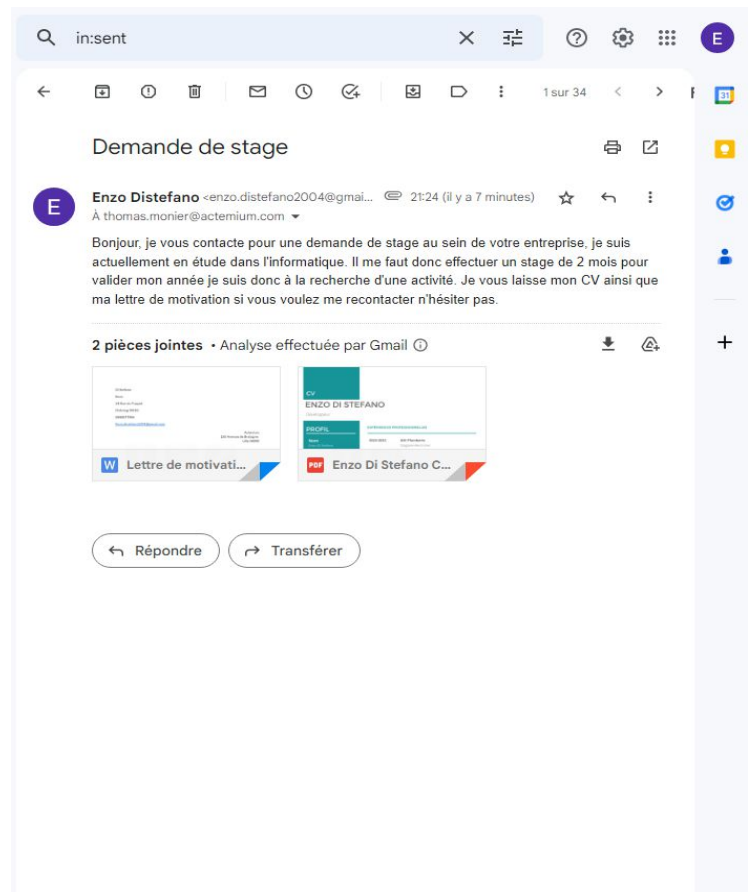 in:sent
E
1 sur 34
31
Demande de stage
E
Enzo Distefano <enzo.distefano2004@gmai... 21:24 (il y a 7 minutes)
À thomas.monier@actemium.com
Bonjour, je vous contacte pour une demande de stage au sein de votre entreprise, je suis
actuellement en étude dans l'informatique. Il me faut donc effectuer un stage de 2 mois pour
valider mon année je suis donc à la recherche d'une activité. Je vous laisse mon CV ainsi que
ma lettre de motivation si vous voulez me recontacter n'hésiter pas.
2 pièces jointes • Analyse effectuée par Gmail
CV
ENZO DI STEFANO
PROFIL
W Lettre de motivati...
PDF Enzo Di Stefano C...
Répondre
Transférer